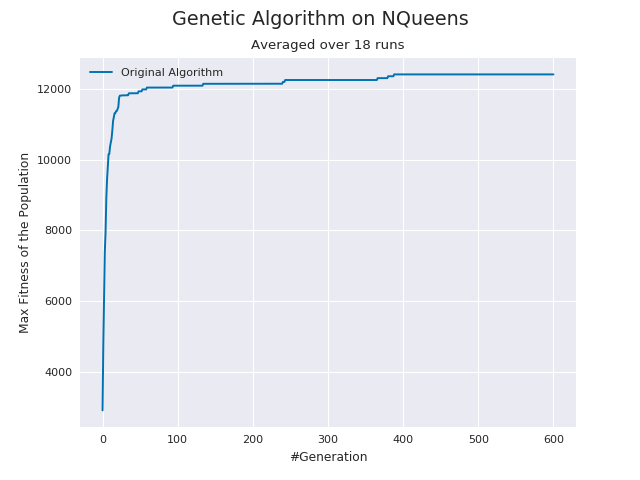 Genetic Algorithm on NQueens
Averaged over 18 runs
Original Algorithm
12000
10000
8000
6000
4000
Max Fitness of the Population
0 100 200 300 400 500 600
#Generation